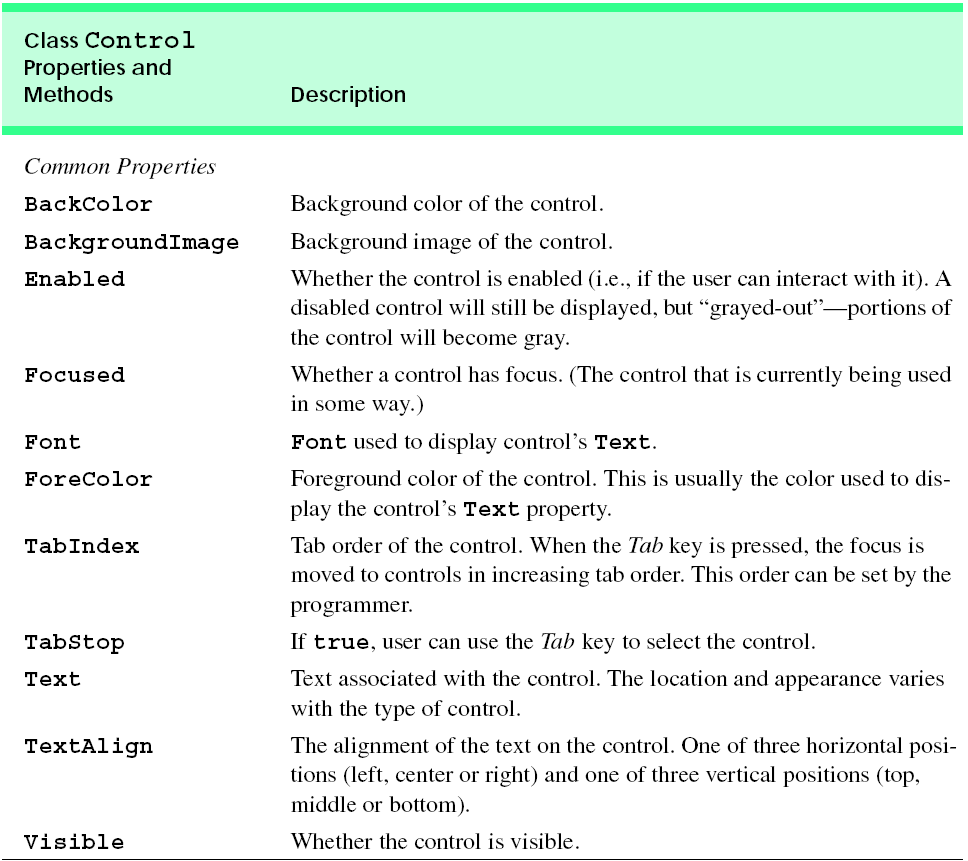 Class Control
Properties and
Methods Description
Common Properties
BackColor Background color of the control.
BackgroundImage Background image of the control.
Enabled Whether the control is enabled (i.e., if the user can interact with it). A
disabled control will still be displayed, but “grayed-out”—portions of
the control will become gray.
Focused Whether a control has focus. (The control that is currently being used
in some way.)
Font Font used to display control’s Text.
ForeColor Foreground color of the control. This is usually the color used to dis-
play the control’s Text property.
TabIndex Tab order of the control. When the Tab key is pressed, the focus is
moved to controls in increasing tab order. This order can be set by the
programmer.
TabStop If true, user can use the Tab key to select the control.
Text Text associated with the control. The location and appearance varies
with the type of control.
TextAlign The alignment of the text on the control. One of three horizontal posi-
tions (left, center or right) and one of three vertical positions (top,
middle or bottom).
Visible Whether the control is visible.